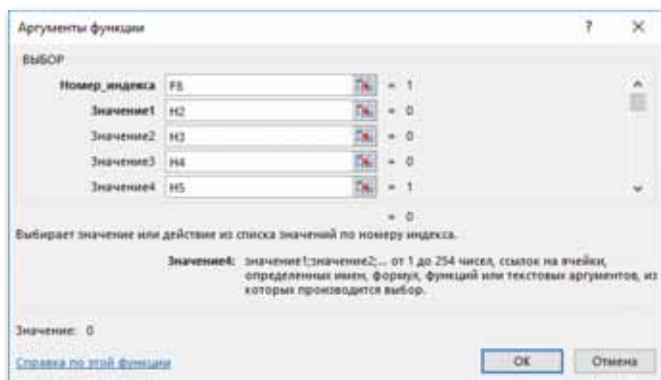 Аргументы функции ? ×
ВЫБОР
Номер_индекса F8 = 1
Значение1 H2 = 0
Значение2 H3 = 0
Значение3 H4 = 0
Значение4 H5 = 1
= 0
Выбирает значение или действие из списка значений по номеру индекса.
Значение4: значение1;значение2;... от 1 до 254 чисел, ссылок на ячейки,
определенных имен, формул, функций или текстовых аргументов, из
которых производится выбор.
Значение: 0
Справка по этой функции
ОК Отмена